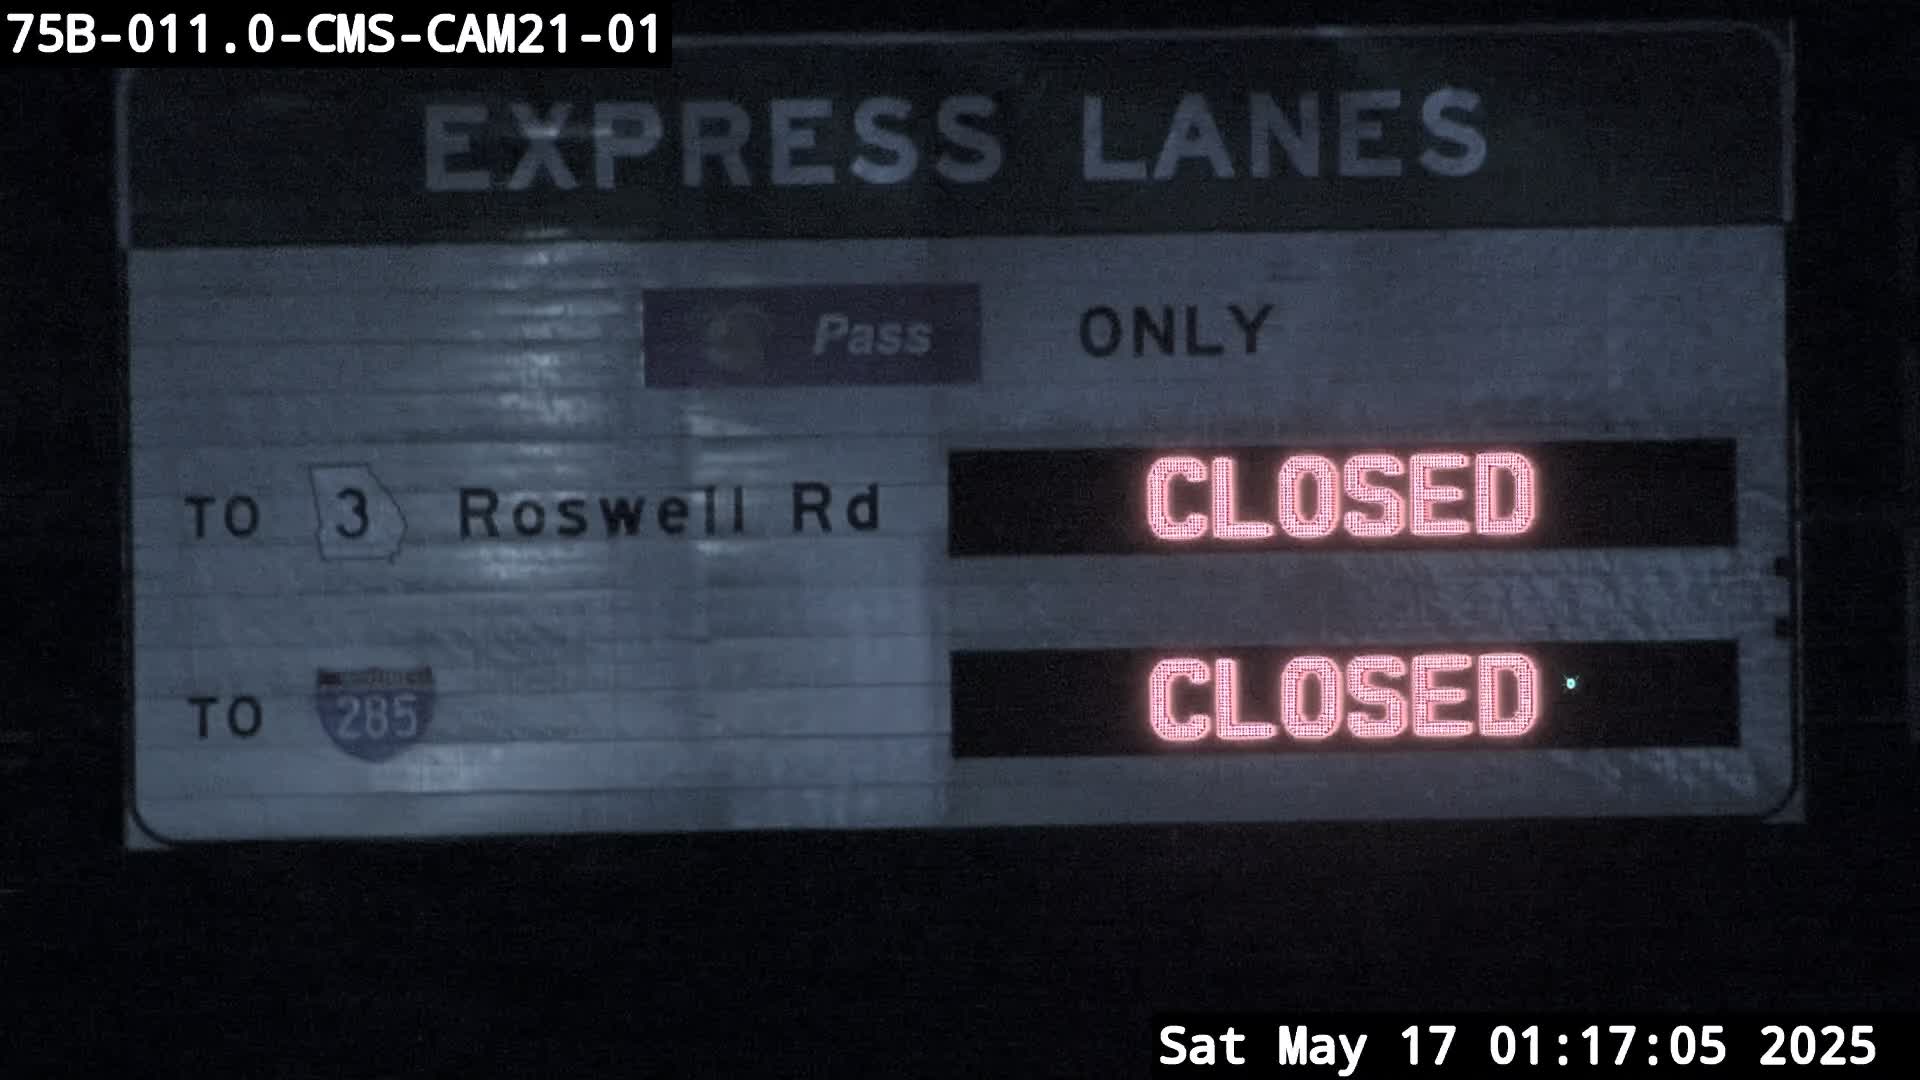 75B-011.0-CMS-CAM21-01
EXPRESS LANES
Pass ONLY
TO 3 Roswell Rd CLOSED
TO 285 CLOSED
Sat May 17 01:17:05 2025